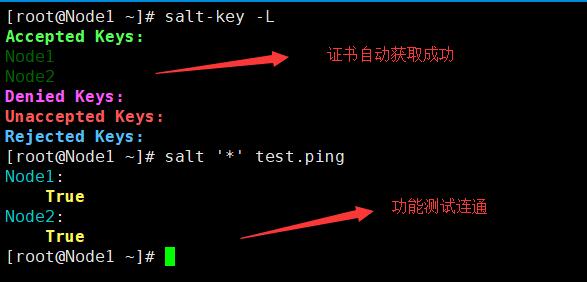 [root@Node1 ~]# salt-key -L
Accepted Keys:
Node1
证书自动获取成功
Node2
Denied Keys:
Unaccepted Keys:
Rejected Keys:
[root@Node1 ~]# salt '*' test.ping
Node1:
True
功能测试连通
Node2:
True
[root@Node1 ~]#